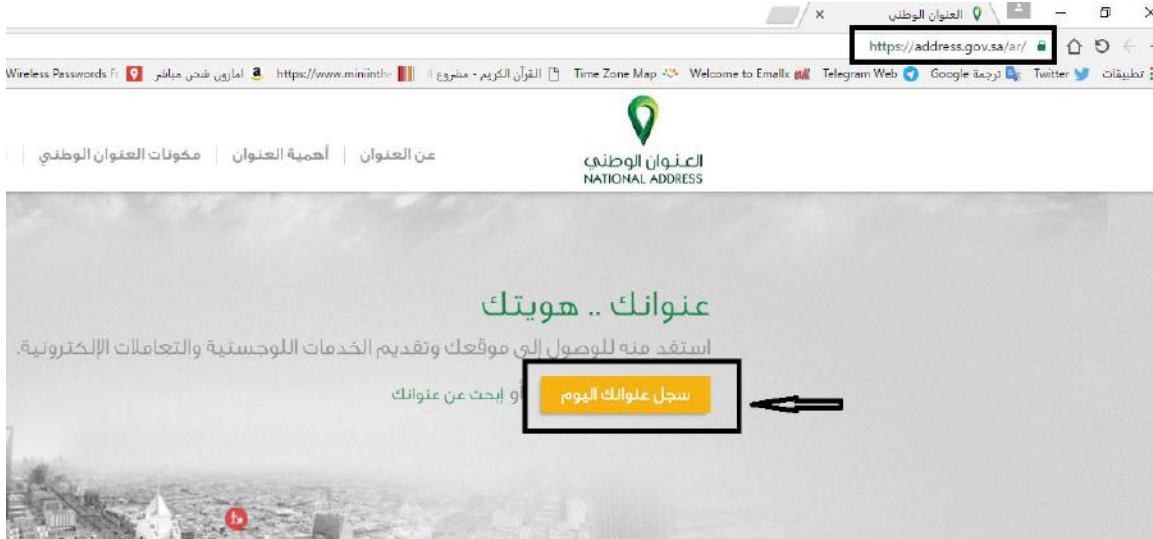 العنوان الوطني
https://address.gov.sa/ar/
تطبيقات Twitter ترجمة Google Telegram Web Welcome to Emallx Time Zone Map القرآن الكريم - مشروع ا https://www.miniinthe امازون شحن مباشر Wireless Passwords F
العنوان الوطني
NATIONAL ADDRESS
عن العنوان | أهمية العنوان | مكونات العنوان الوطني
عنوانك .. هويتك
استفد منه للوصول إلى موقعك وتقديم الخدمات اللوجستية والتعاملات الإلكترونية.
سجل عنوانك اليوم أو إبحث عن عنوانك